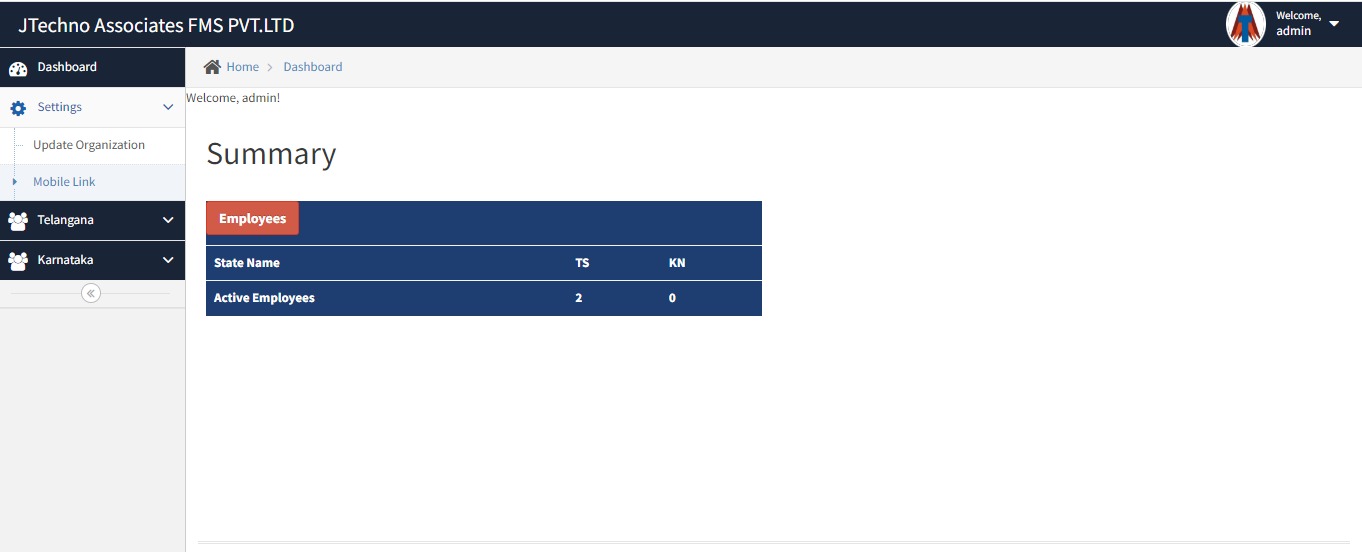 JTechno Associates FMS PVT.LTD
Welcome,
admin
Dashboard
Home
Dashboard
Settings
Welcome, admin!
Update Organization
Summary
Mobile Link
Telangana
Employees
Karnataka
State Name TS KN
Active Employees 2 0